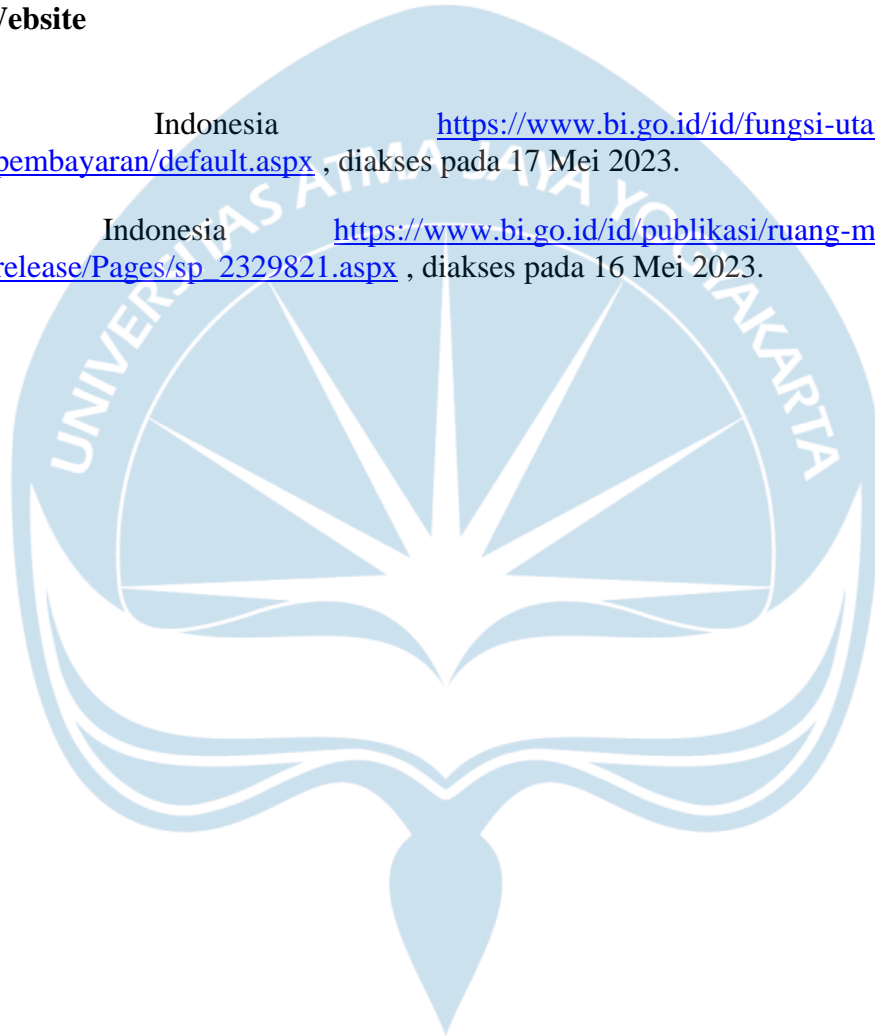 Website
Indonesia https://www.bi.go.id/id/fungsi-uta
pembayaran/default.aspx , diakses pada 17 Mei 2023.
Indonesia https://www.bi.go.id/id/publikasi/ruang-m
release/Pages/sp_2329821.aspx , diakses pada 16 Mei 2023.
UNIVERSITAS ATMA JAYA YOGYAKARTA